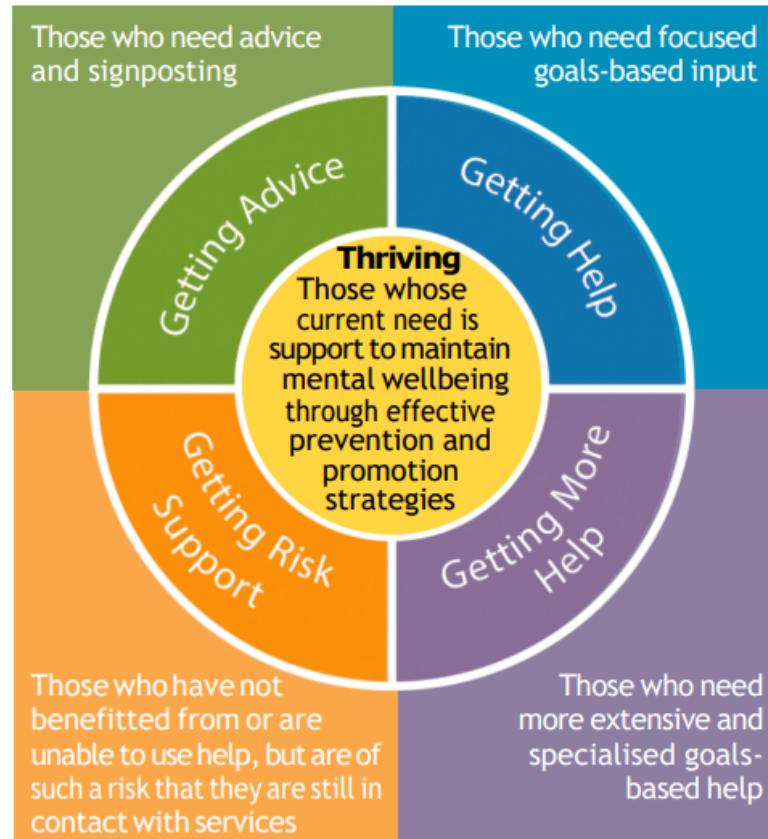 Those who need advice
and signposting
Those who need focused
goals-based input
Getting Advice
Getting Help
Thriving
Those whose
current need is
support to maintain
mental wellbeing
through effective
prevention and
promotion
strategies
Getting Risk
Support
Getting More
Help
Those who have not
benefitted from or are
unable to use help, but are of
such a risk that they are still in
contact with services
Those who need
more extensive and
specialised goals-
based help